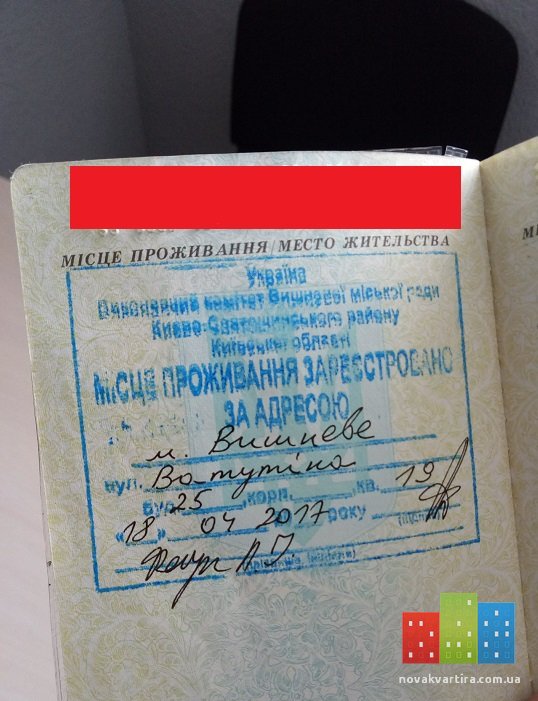 МІСЦЕ ПРОЖИВАННЯ/МЕСТО ЖИТЕЛЬСТВА
Україна
Виконавчий комітет Вишневої міської ради
Києво-Святошинського району
Київської області
МІСЦЕ ПРОЖИВАННЯ ЗАРЕЄСТРОВАНО
ЗА АДРЕСОЮ
м. Вишневе
вул. Ватутіна
буд. 25 корп. кв. 19
"18" 04 2017 року
novakvartira.com.ua